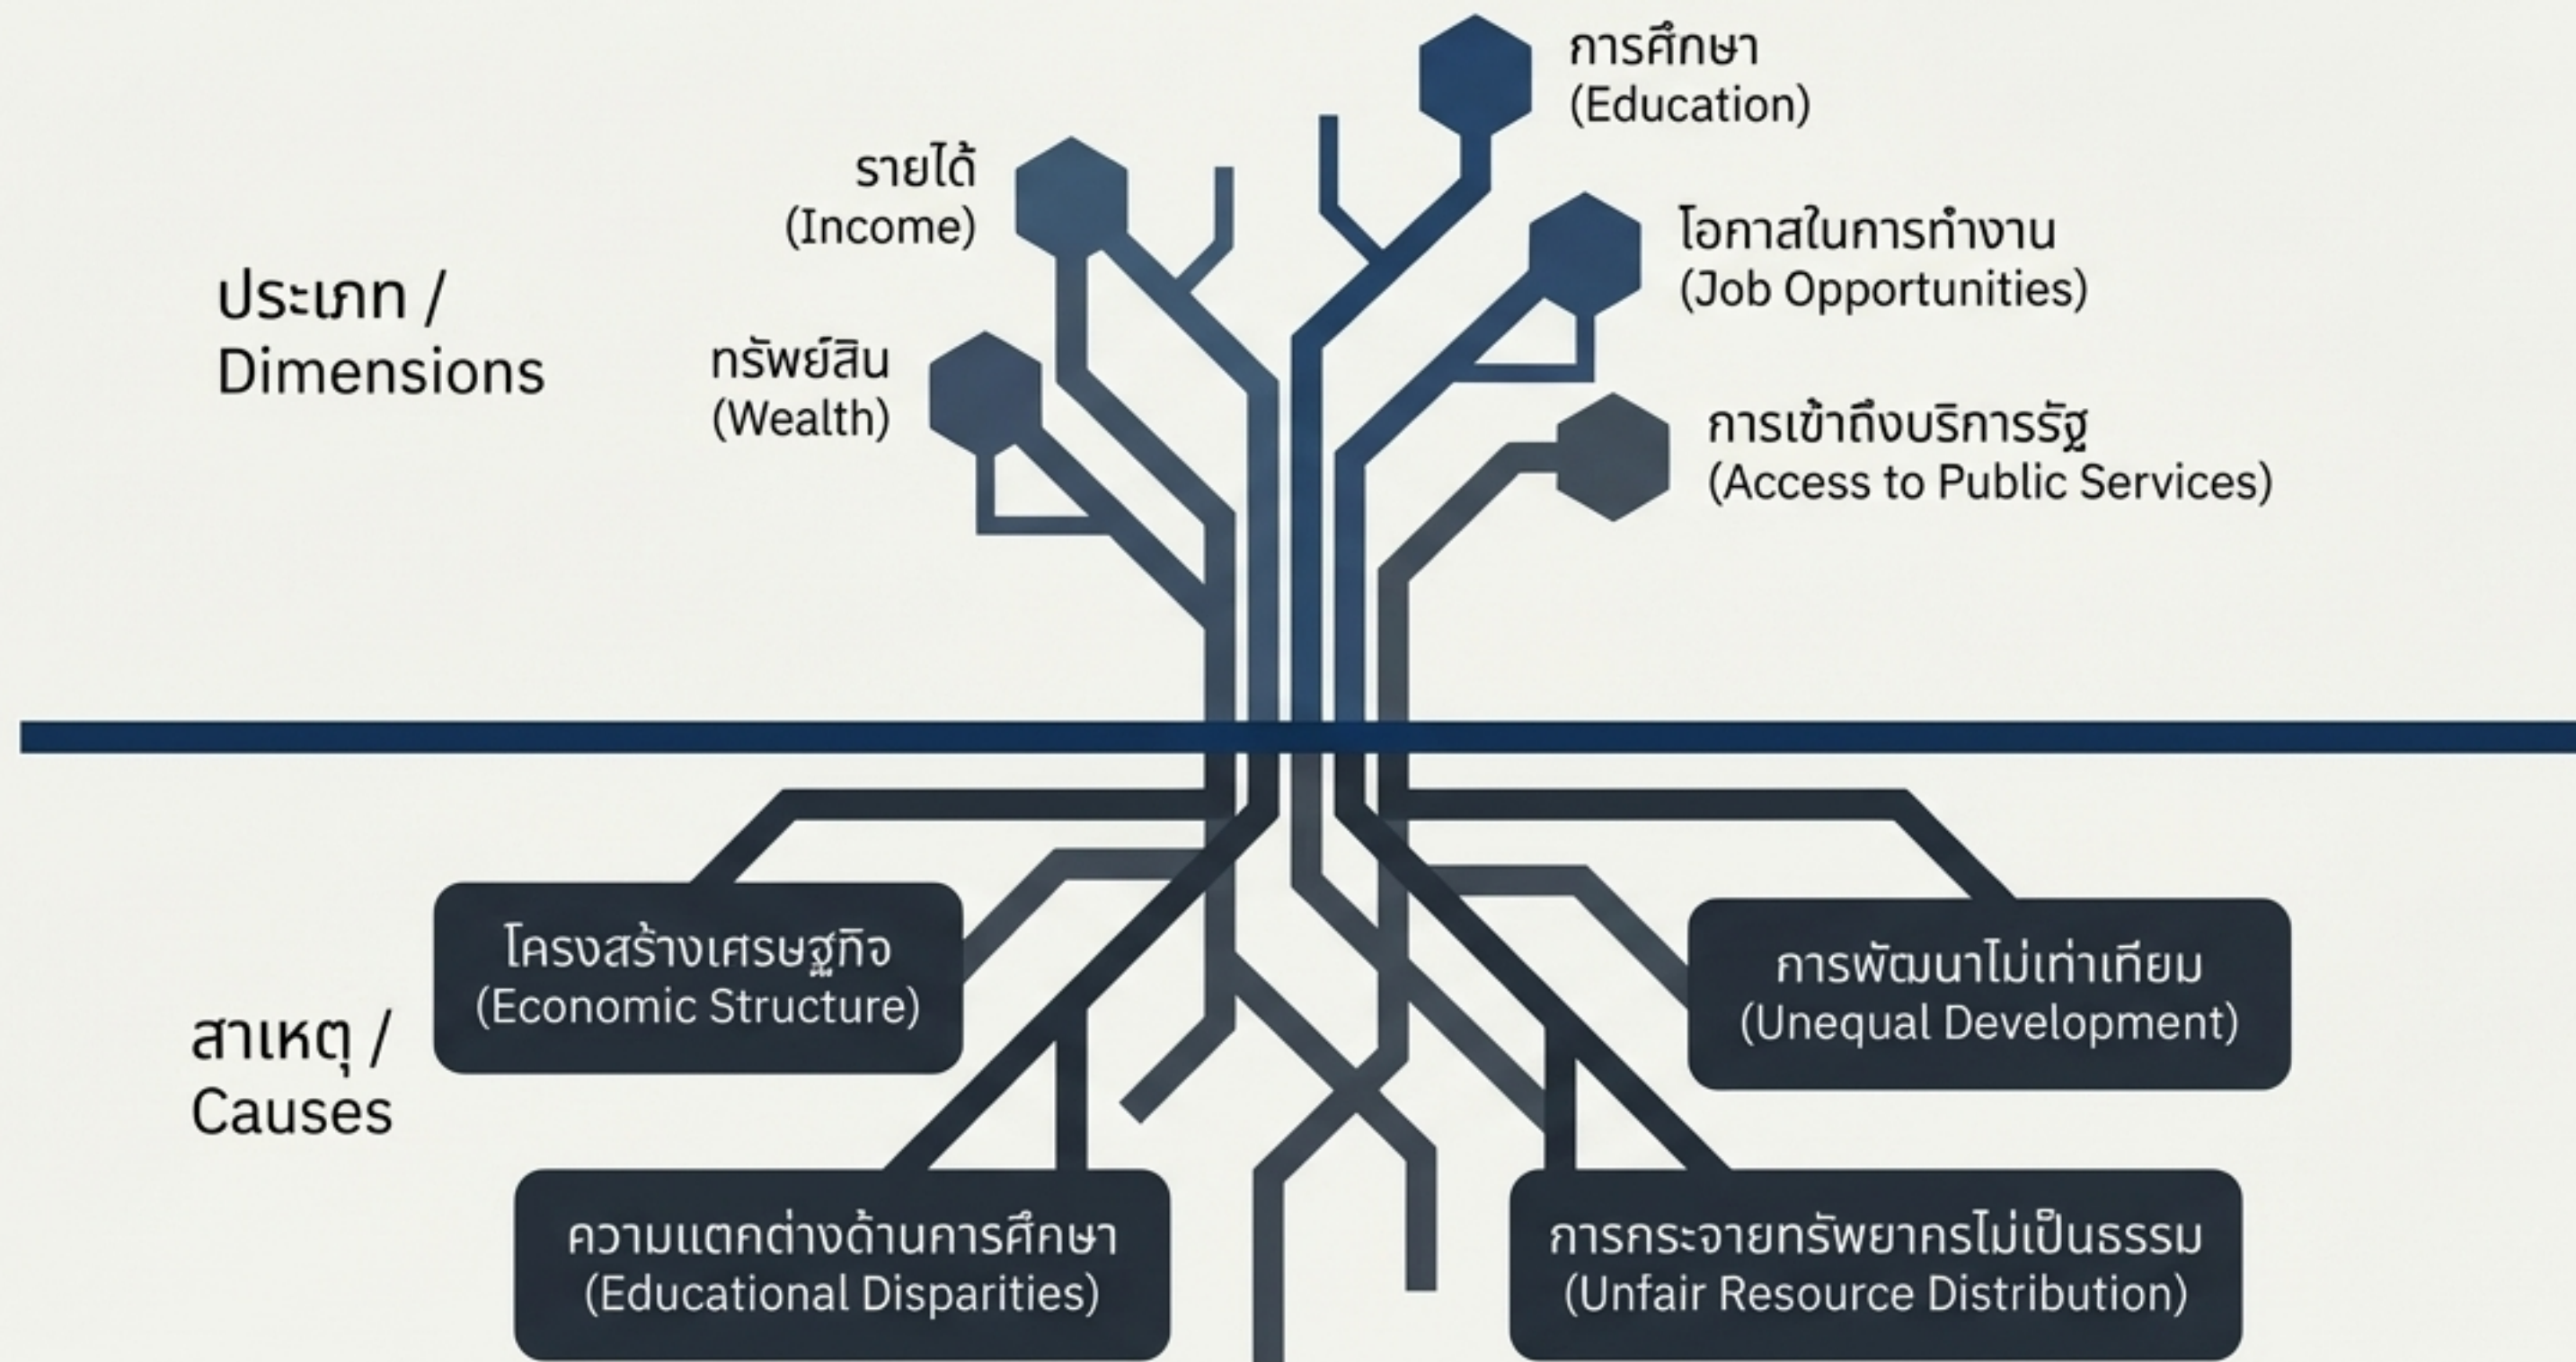 การศึกษา
(Education)
รายได้
(Income)
โอกาสในการทำงาน
(Job Opportunities)
ประเภท /
Dimensions
ทรัพย์สิน
(Wealth)
การเข้าถึงบริการรัฐ
(Access to Public Services)
โครงสร้างเศรษฐกิจ
(Economic Structure)
การพัฒนาไม่เท่าเทียม
(Unequal Development)
สาเหตุ /
Causes
ความแตกต่างด้านการศึกษา
(Educational Disparities)
การกระจายทรัพยากรไม่เป็นธรรม
(Unfair Resource Distribution)